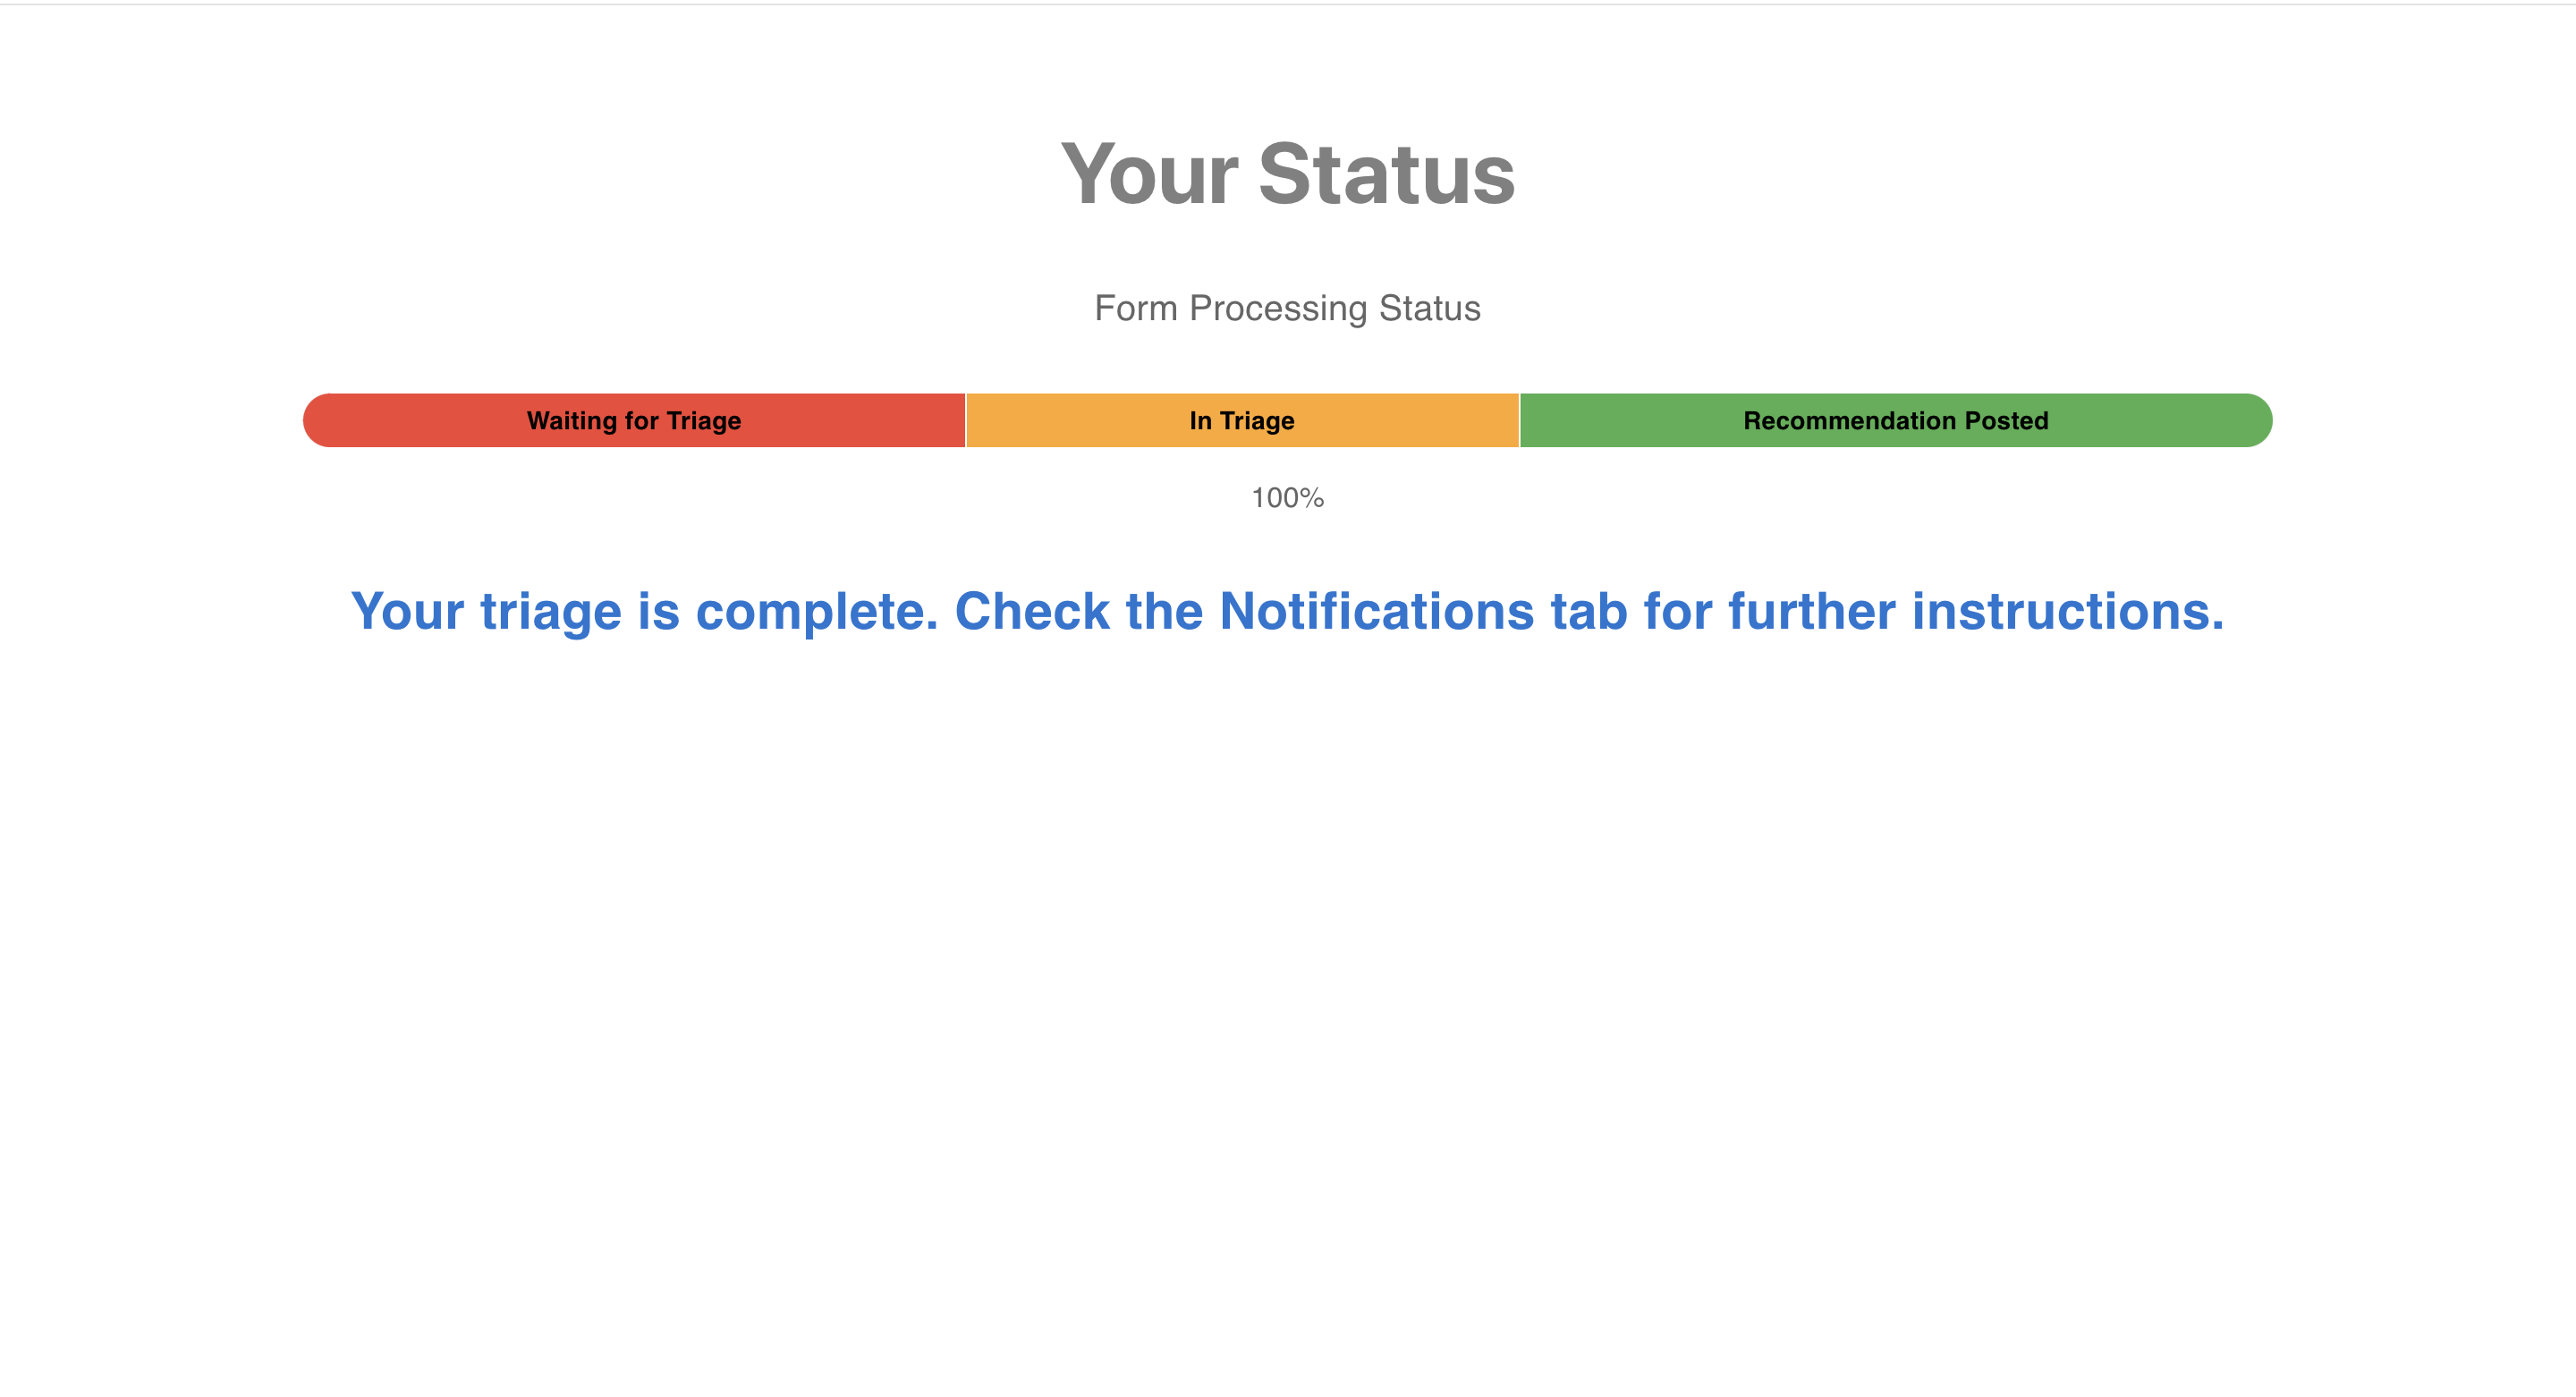 Your Status
Form Processing Status
Waiting for Triage In Triage Recommendation Posted
100%
Your triage is complete. Check the Notifications tab for further instructions.